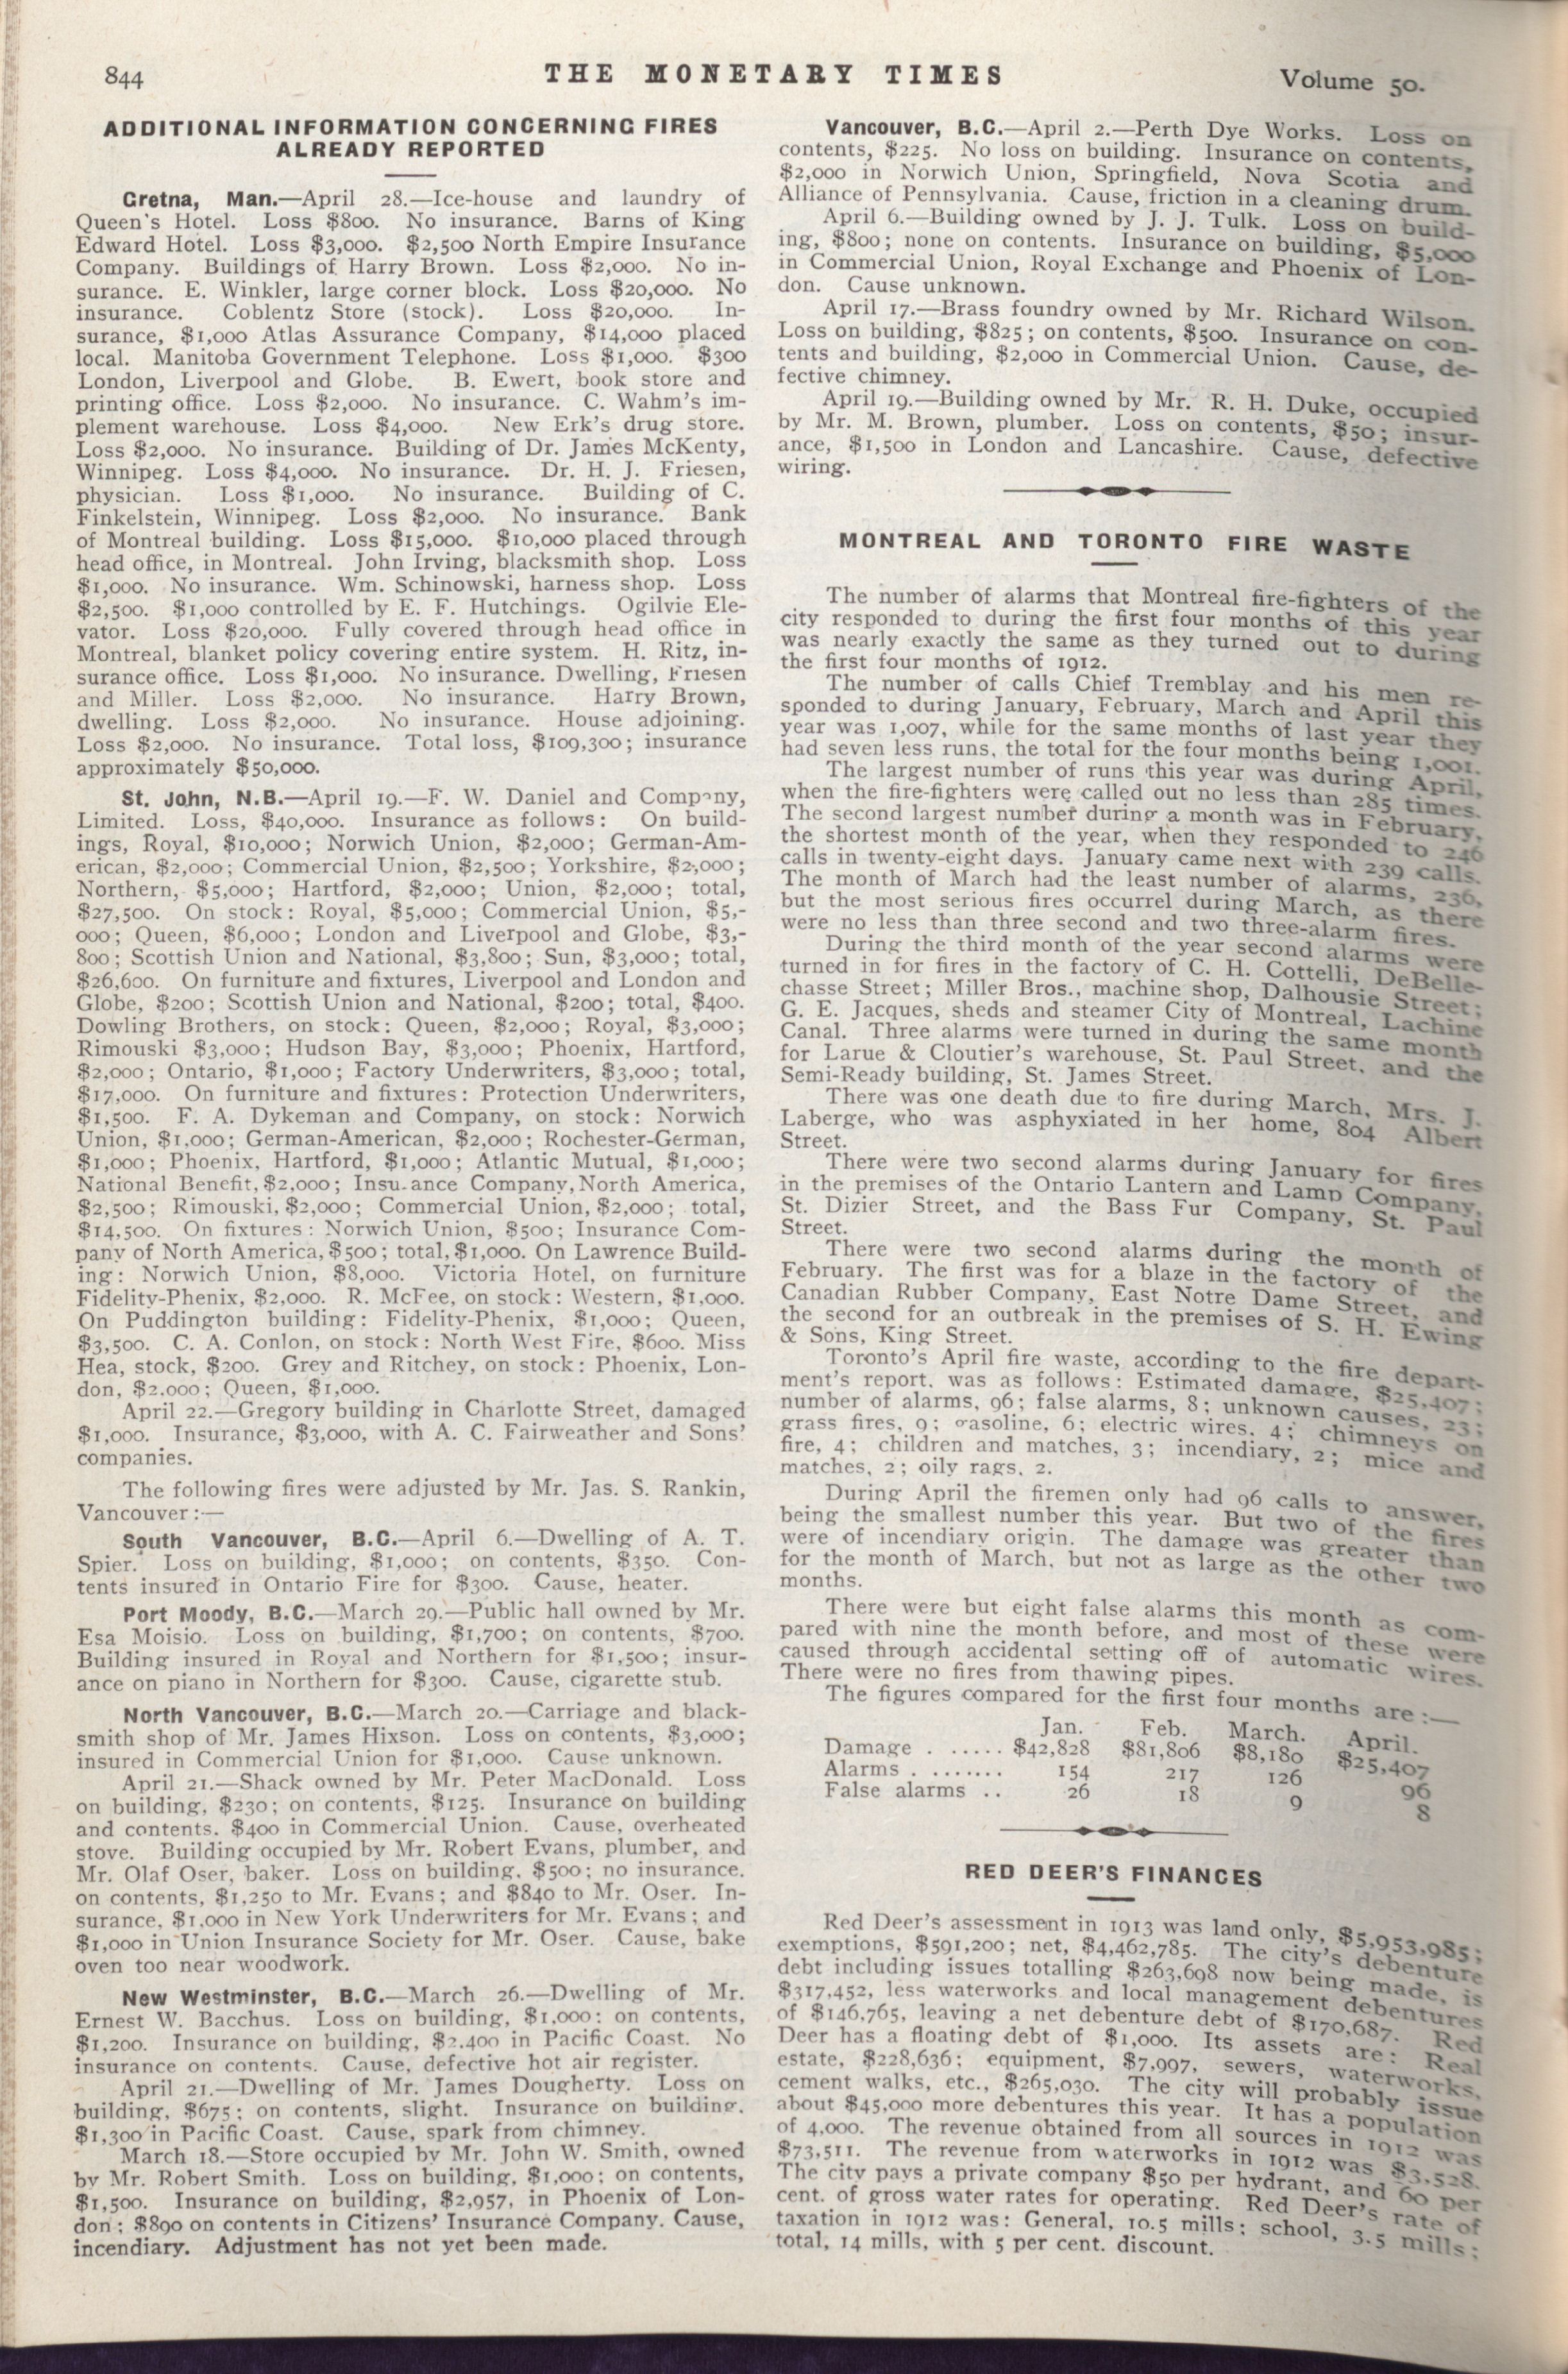 844
THE MONETARY TIMES
Volume 50.
ADDITIONAL INFORMATION CONCERNING FIRES
ALREADY REPORTED
Gretna, Man.—April 28.—Ice-house and laundry of
Queen's Hotel. Loss $800. No insurance. Barns of King
Edward Hotel. Loss $3,000. $2,500 North Empire Insurance
Company. Buildings of Harry Brown. Loss $2,000. No in-
surance. E. Winkler, large corner block. Loss $20,000. No
insurance. Coblentz Store (stock). Loss $20,000. In-
surance, $1,000 Atlas Assurance Company, $14,000 placed
local. Manitoba Government Telephone. Loss $1,000. $300
London, Liverpool and Globe. B. Ewert, book store and
printing office. Loss $2,000. No insurance. C. Wahm's im-
plement warehouse. Loss $4,000. New Erk's drug store.
Loss $2,000. No insurance. Building of Dr. James McKenty,
Winnipeg. Loss $4,000. No insurance. Dr. H. J. Friesen,
physician. Loss $1,000. No insurance. Building of C.
Finkelstein, Winnipeg. Loss $2,000. No insurance. Bank
of Montreal building. Loss $15,000. $10,000 placed through
head office, in Montreal. John Irving, blacksmith shop. Loss
$1,000. No insurance. Wm. Schinowski, harness shop. Loss
$2,500. $1,000 controlled by E. F. Hutchings. Ogilvie Ele-
vator. Loss $20,000. Fully covered through head office in
Montreal, blanket policy covering entire system. H. Ritz, in-
surance office. Loss $1,000. No insurance. Dwelling, Friesen
and Miller. Loss $2,000. No insurance. Harry Brown,
dwelling. Loss $2,000. No insurance. House adjoining.
Loss $2,000. No insurance. Total loss, $109,300; insurance
approximately $50,000.
St. John, N.B.—April 19.—F. W. Daniel and Company,
Limited. Loss, $40,000. Insurance as follows: On build-
ings, Royal, $10,000; Norwich Union, $2,000; German-Am-
erican, $2,000; Commercial Union, $2,500; Yorkshire, $2,000;
Northern, $5,000; Hartford, $2,000; Union, $2,000; total,
$27,500. On stock: Royal, $5,000; Commercial Union, $5,-
000; Queen, $6,000; London and Liverpool and Globe, $3,-
800; Scottish Union and National, $3,800; Sun, $3,000; total,
$26,600. On furniture and fixtures, Liverpool and London and
Globe, $200; Scottish Union and National, $200; total, $400.
Dowling Brothers, on stock: Queen, $2,000; Royal, $3,000;
Rimouski $3,000; Hudson Bay, $3,000; Phoenix, Hartford,
$2,000; Ontario, $1,000; Factory Underwriters, $3,000; total,
$17,000. On furniture and fixtures: Protection Underwriters,
$1,500. F. A. Dykeman and Company, on stock: Norwich
Union, $1,000; German-American, $2,000; Rochester-German,
$1,000; Phoenix, Hartford, $1,000; Atlantic Mutual, $1,000;
National Benefit, $2,000; Insurance Company, North America,
$2,500; Rimouski, $2,000; Commercial Union, $2,000; total,
$14,500. On fixtures: Norwich Union, $500; Insurance Com-
pany of North America, $500; total, $1,000. On Lawrence Build-
ing: Norwich Union, $8,000. Victoria Hotel, on furniture
Fidelity-Phenix, $2,000. R. McFee, on stock: Western, $1,000.
On Puddington building: Fidelity-Phenix, $1,000; Queen,
$3,500. C. A. Conlon, on stock: North West Fire, $600. Miss
Hea, stock, $200. Grey and Ritchey, on stock: Phoenix, Lon-
don, $2,000; Queen, $1,000.
April 22.—Gregory building in Charlotte Street, damaged
$1,000. Insurance, $3,000, with A. C. Fairweather and Sons'
companies.
The following fires were adjusted by Mr. Jas. S. Rankin,
Vancouver:—
South Vancouver, B.C.—April 6.—Dwelling of A. T.
Spier. Loss on building, $1,000; on contents, $350. Con-
tents insured in Ontario Fire for $300. Cause, heater.
Port Moody, B.C.—March 29.—Public hall owned by Mr.
Esa Moisio. Loss on building, $1,700; on contents, $700.
Building insured in Royal and Northern for $1,500; insur-
ance on piano in Northern for $300. Cause, cigarette stub.
North Vancouver, B.C.—March 20.—Carriage and black-
smith shop of Mr. James Hixson. Loss on contents, $3,000;
insured in Commercial Union for $1,000. Cause unknown.
April 21.—Shack owned by Mr. Peter MacDonald. Loss
on building, $230; on contents, $125. Insurance on building
and contents, $400 in Commercial Union. Cause, overheated
stove. Building occupied by Mr. Robert Evans, plumber, and
Mr. Olaf Oser, baker. Loss on building, $500; no insurance,
on contents, $1,250 to Mr. Evans; and $840 to Mr. Oser. In-
surance, $1,000 in New York Underwriters for Mr. Evans; and
$1,000 in Union Insurance Society for Mr. Oser. Cause, bake
oven too near woodwork.
New Westminster, B.C.—March 26.—Dwelling of Mr.
Ernest W. Bacchus. Loss on building, $1,000; on contents,
$1,200. Insurance on building, $2,400 in Pacific Coast. No
insurance on contents. Cause, defective hot air register.
April 21.—Dwelling of Mr. James Dougherty. Loss on
building, $675; on contents, slight. Insurance on building,
$1,300 in Pacific Coast. Cause, spark from chimney.
March 18.—Store occupied by Mr. John W. Smith, owned
by Mr. Robert Smith. Loss on building, $1,000; on contents,
$1,500. Insurance on building, $2,957, in Phoenix of Lon-
don; $890 on contents in Citizens' Insurance Company. Cause,
incendiary. Adjustment has not yet been made.
Vancouver, B.C.—April 2.—Perth Dye Works. Loss on
contents, $225. No loss on building. Insurance on contents,
$2,000 in Norwich Union, Springfield, Nova Scotia and
Alliance of Pennsylvania. Cause, friction in a cleaning drum.
April 6.—Building owned by J. J. Tulk. Loss on build-
ing, $800; none on contents. Insurance on building, $5,000
in Commercial Union, Royal Exchange and Phoenix of Lon-
don. Cause unknown.
April 17.—Brass foundry owned by Mr. Richard Wilson.
Loss on building, $825; on contents, $500. Insurance on con-
tents and building, $2,000 in Commercial Union. Cause, de-
fective chimney.
April 19.—Building owned by Mr. R. H. Duke, occupied
by Mr. M. Brown, plumber. Loss on contents, $50; insur-
ance, $1,500 in London and Lancashire. Cause, defective
wiring.
MONTREAL AND TORONTO FIRE WASTE
The number of alarms that Montreal fire-fighters of the
city responded to during the first four months of this year
was nearly exactly the same as they turned out to during
the first four months of 1912.
The number of calls Chief Tremblay and his men re-
sponded to during January, February, March and April this
year was 1,007, while for the same months of last year they
had seven less runs, the total for the four months being 1,001.
The largest number of runs this year was during April,
when the fire-fighters were called out no less than 285 times.
The second largest number during a month was in February,
the shortest month of the year, when they responded to 246
calls in twenty-eight days. January came next with 239 calls.
The month of March had the least number of alarms, 236,
but the most serious fires occurrel during March, as there
were no less than three second and two three-alarm fires.
During the third month of the year second alarms were
turned in for fires in the factory of C. H. Cottelli, DeBelle-
chasse Street; Miller Bros., machine shop, Dalhousie Street;
G. E. Jacques, sheds and steamer City of Montreal, Lachine
Canal. Three alarms were turned in during the same month
for Larue & Cloutier's warehouse, St. Paul Street, and the
Semi-Ready building, St. James Street.
There was one death due to fire during March, Mrs. J.
Laberge, who was asphyxiated in her home, 804 Albert
Street.
There were two second alarms during January for fires
in the premises of the Ontario Lantern and Lamp Company,
St. Dizier Street, and the Bass Fur Company, St. Paul
Street.
There were two second alarms during the month of
February. The first was for a blaze in the factory of the
Canadian Rubber Company, East Notre Dame Street, and
the second for an outbreak in the premises of S. H. Ewing
& Sons, King Street.
Toronto's April fire waste, according to the fire depart-
ment's report, was as follows: Estimated damage, $25,407;
number of alarms, 96; false alarms, 8; unknown causes, 23;
grass fires, 9; gasoline, 6; electric wires, 4; chimneys on
fire, 4; children and matches, 3; incendiary, 2; mice and
matches, 2; oily rags, 2.
During April the firemen only had 96 calls to answer,
being the smallest number this year. But two of the fires
were of incendiary origin. The damage was greater than
for the month of March, but not as large as the other two
months.
There were but eight false alarms this month as com-
pared with nine the month before, and most of these were
caused through accidental setting off of automatic wires.
There were no fires from thawing pipes.
The figures compared for the first four months are:—
Jan. Feb. March. April.
Damage . ..... $42,828 $81,806 $8,180 $25,407
Alarms . ....... 154 217 126 96
False alarms .. 26 18 9 8
RED DEER'S FINANCES
Red Deer's assessment in 1913 was land only, $5,953,985;
exemptions, $591,200; net, $4,462,785. The city's debenture
debt including issues totalling $263,698 now being made, is
$317,452, less waterworks and local management debentures
of $146,765, leaving a net debenture debt of $170,687. Red
Deer has a floating debt of $1,000. Its assets are: Real
estate, $228,636; equipment, $7,997, sewers, waterworks,
cement walks, etc., $265,030. The city will probably issue
about $45,000 more debentures this year. It has a population
of 4,000. The revenue obtained from all sources in 1912 was
$73,511. The revenue from waterworks in 1912 was $3,528.
The city pays a private company $50 per hydrant, and 60 per
cent. of gross water rates for operating. Red Deer's rate of
taxation in 1912 was: General, 10.5 mills; school, 3.5 mills;
total, 14 mills, with 5 per cent. discount.